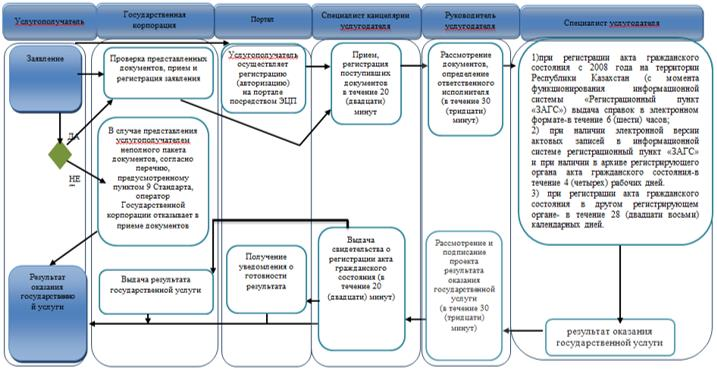 Услугополучатель
Государственная
корпорация
Портал
Специалист канцелярии
услугодателя
Руководитель
услугодателя
Специалист услугодателя
Заявление
Проверка представленных
документов, прием и
регистрация заявления
Услугополучатель
осуществляет
регистрацию
(авторизацию)
на портале
посредством ЭЦП
Прием,
регистрация
поступивших
документов
в течение 20
(двадцати)
минут
Рассмотрение
документов,
определение
ответственного
исполнителя
(в течение 30
(тридцати)
минут)
1)при регистрации акта гражданского
состояния с 2008 года на территории
Республики Казахстан (с момента
функционирования информационной
системы «Регистрационный пункт
«ЗАГС») выдача справок в электронном
формате-в течение 6 (шести) часов;
2) при наличии электронной версии
актовых записей в информационной
системе регистрационный пункт «ЗАГС»
и при наличии в архиве регистрирующего
органа акта гражданского состояния-в
течение 4 (четырех) рабочих дней.
3) при регистрации акта гражданского
состояния в другом регистрирующем
органе- в течение 28 (двадцати восьми)
календарных дней.
ДА
НЕ
В случае представления
услугополучателем
неполного пакета
документов, согласно
перечню,
предусмотренному
пунктом 9 Стандарта,
оператор
Государственной
корпорации отказывает в
приеме документов
Результат
оказания
государственно
й услуги
Выдача результата
государственной услуги
Получение
уведомления о
готовности
результата
Выдача
свидетельства о
регистрации акта
гражданского
состояния (в
течение 20
(двадцати) минут)
Рассмотрение и
подписание
проекта
результата
оказания
государственной
услуги
(в течение 30
(тридцати)
минут)
результат оказания
государственной услуги